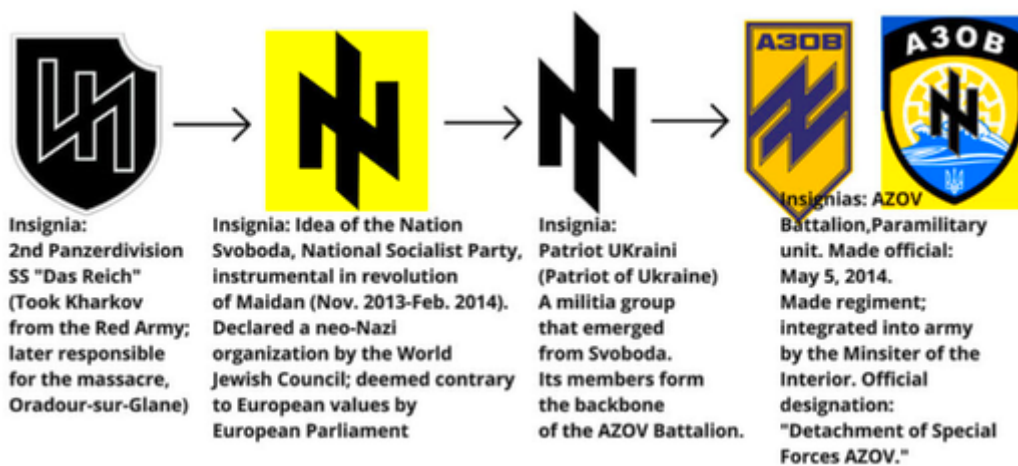 АЗОВ
АЗОВ
Insignia:
2nd Panzerdivision
SS "Das Reich"
(Took Kharkov
from the Red Army;
later responsible
for the massacre,
Oradour-sur-Glane)
Insignia: Idea of the Nation
Svoboda, National Socialist Party,
instrumental in revolution
of Maidan (Nov. 2013-Feb. 2014).
Declared a neo-Nazi
organization by the World
Jewish Council; deemed contrary
to European values by
European Parliament
Insignia:
Patriot UKraini
(Patriot of Ukraine)
A militia group
that emerged
from Svoboda.
Its members form
the backbone
of the AZOV Battalion.
Insignias: AZOV
Battalion,Paramilitary
unit. Made official:
May 5, 2014.
Made regiment;
integrated into army
by the Minsiter of the
Interior. Official
designation:
"Detachment of Special
Forces AZOV."